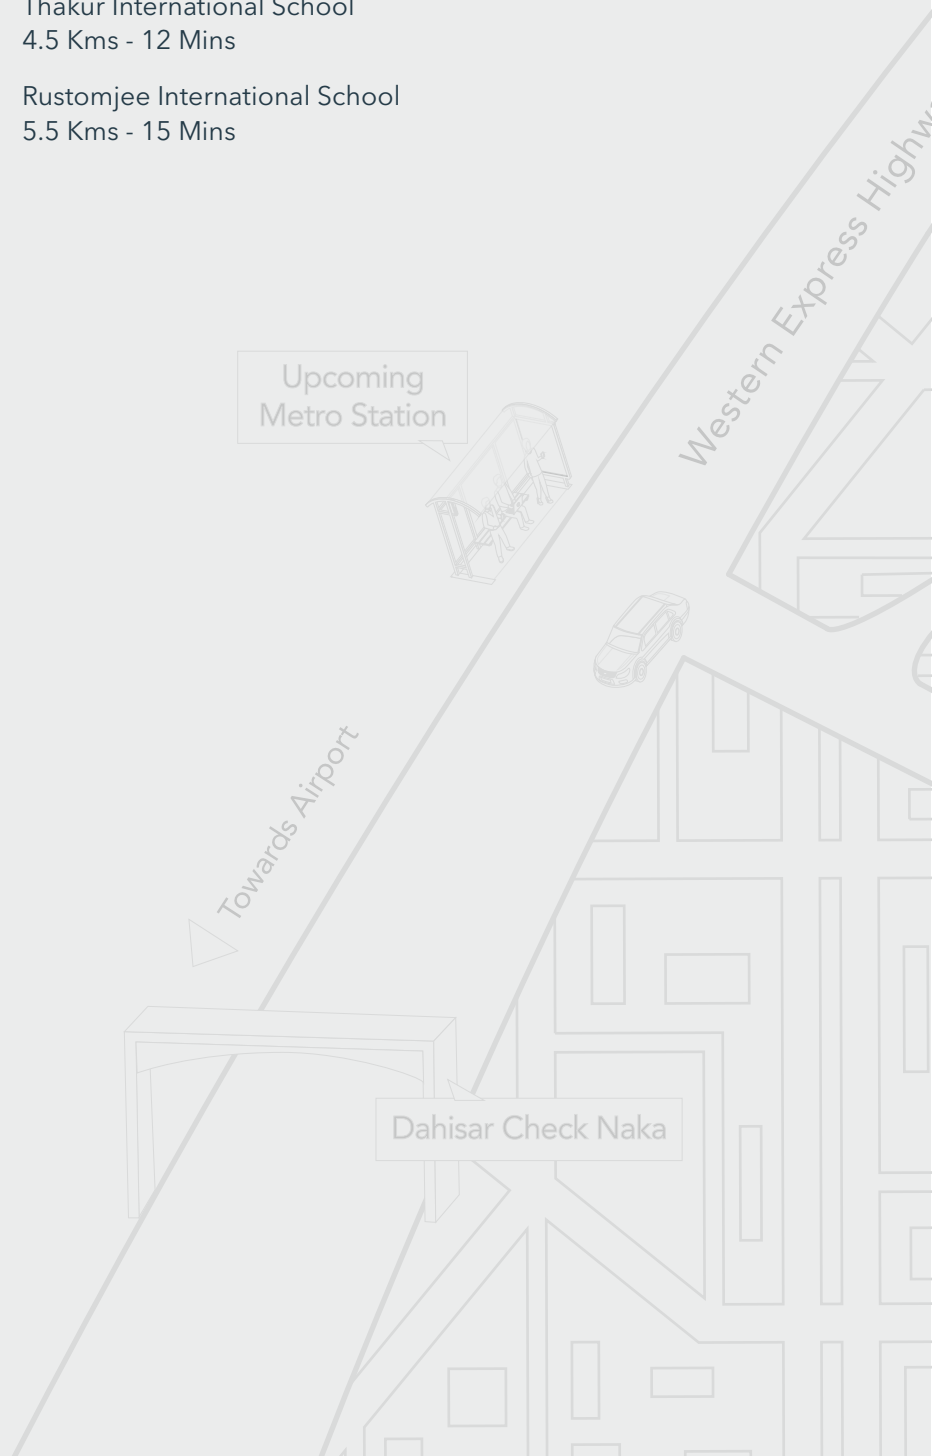 Thakur International School
4.5 Kms - 12 Mins
Rustomjee International School
5.5 Kms - 15 Mins
Western Express Highwa
Upcoming
Metro Station
Towards Airport
Dahisar Check Naka